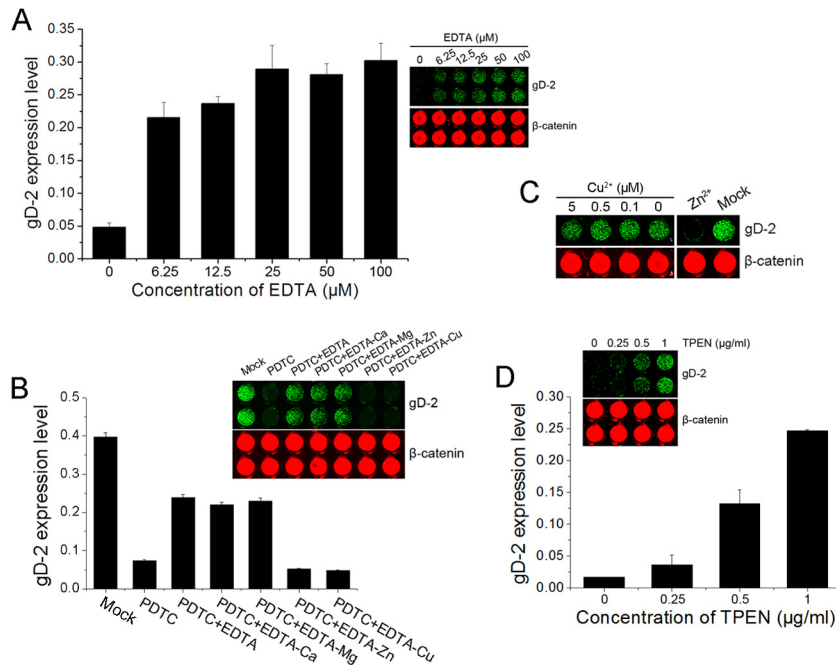 A
0.35
0.30
0.25
0.20
0.15
0.10
0.05
0.00
gD-2 expression level
0 6.25 12.5 25 50 100
Concentration of EDTA (μM)
EDTA (μM)
0 6.25 12.5 25 50 100
gD-2
β-catenin
C
Cu²⁺ (μM)
5 0.5 0.1 0 Zn²⁺ Mock
gD-2
β-catenin
B
0.5
0.4
0.3
0.2
0.1
0.0
gD-2 expression level
Mock PDTC PDTC+EDTA PDTC+EDTA-Ca PDTC+EDTA-Mg PDTC+EDTA-Zn PDTC+EDTA-Cu
gD-2
β-catenin
Mock PDTC PDTC+EDTA PDTC+EDTA-Ca PDTC+EDTA-Mg PDTC+EDTA-Zn PDTC+EDTA-Cu
D
0 0.25 0.5 1 TPEN (μg/ml)
gD-2
β-catenin
0.30
0.25
0.15
0.10
0.05
0.00
gD-2 expression level
0 0.25 0.5 1
Concentration of TPEN (μg/ml)